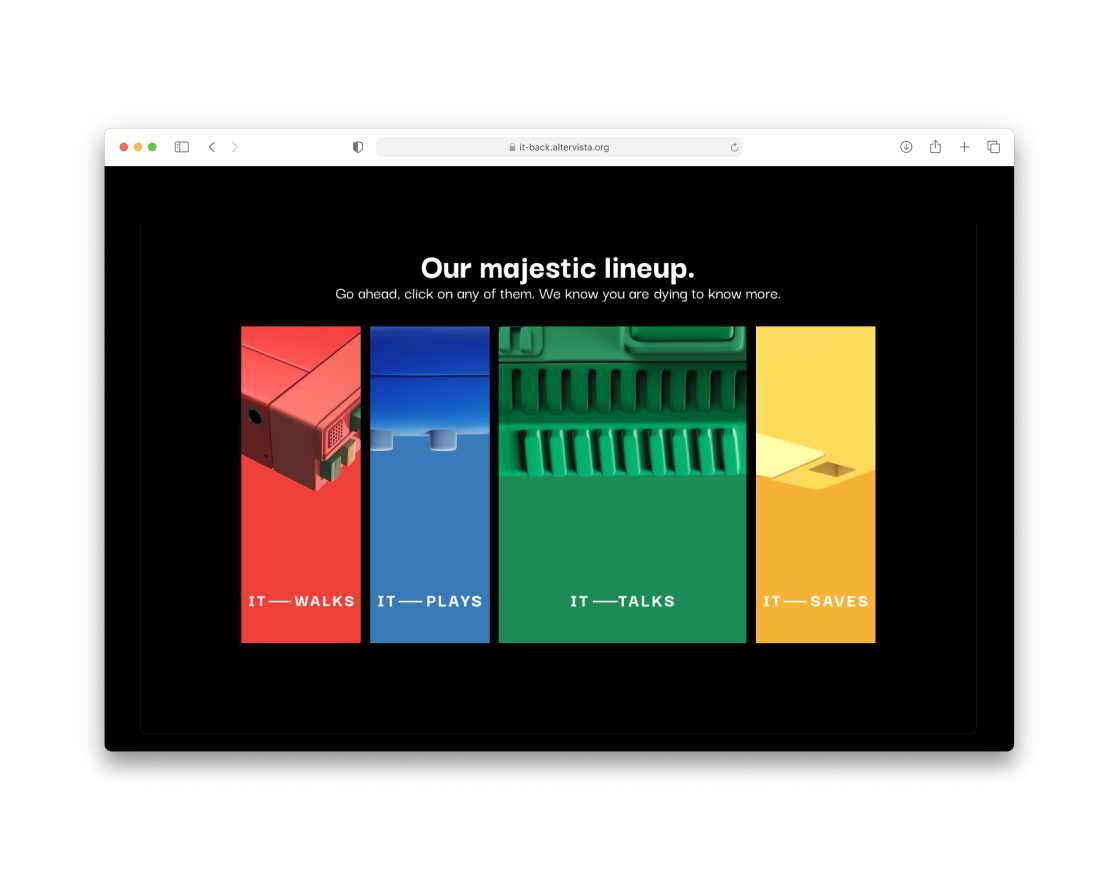 it-back.altervista.org
Our majestic lineup.
Go ahead, click on any of them. We know you are dying to know more.
IT—WALKS
IT—PLAYS
IT—TALKS
IT—SAVES